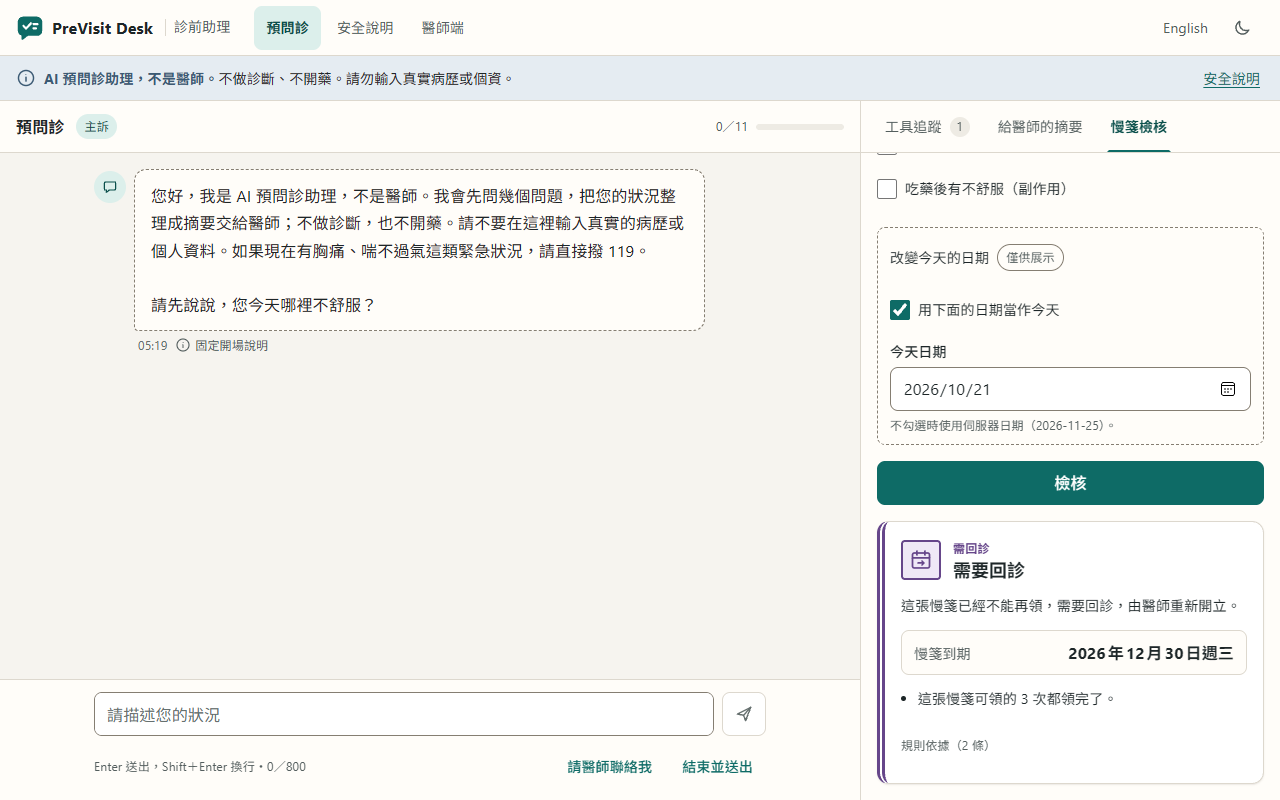 PreVisit Desk 診前助理 預問診 安全說明 醫師端 English
AI 預問診助理，不是醫師。不做診斷、不開藥。請勿輸入真實病歷或個資。 安全說明
預問診 主訴 0／11
工具追蹤 1 給醫師的摘要 慢箋檢核
您好，我是 AI 預問診助理，不是醫師。我會先問幾個問題，把您的狀況整
理成摘要交給醫師；不做診斷，也不開藥。請不要在這裡輸入真實的病歷或
個人資料。如果現在有胸痛、喘不過氣這類緊急狀況，請直接撥 119。
請先說說，您今天哪裡不舒服？
05:19 固定開場說明
請描述您的狀況
Enter 送出，Shift＋Enter 換行・0／800
請醫師聯絡我 結束並送出
吃藥後有不舒服（副作用）
改變今天的日期 僅供展示
用下面的日期當作今天
今天日期
2026/10/21
不勾選時使用伺服器日期（2026-11-25）。
檢核
需回診
需要回診
這張慢箋已經不能再領，需要回診，由醫師重新開立。
慢箋到期 2026 年 12 月 30 日週三
這張慢箋可領的 3 次都領完了。
規則依據（2 條）